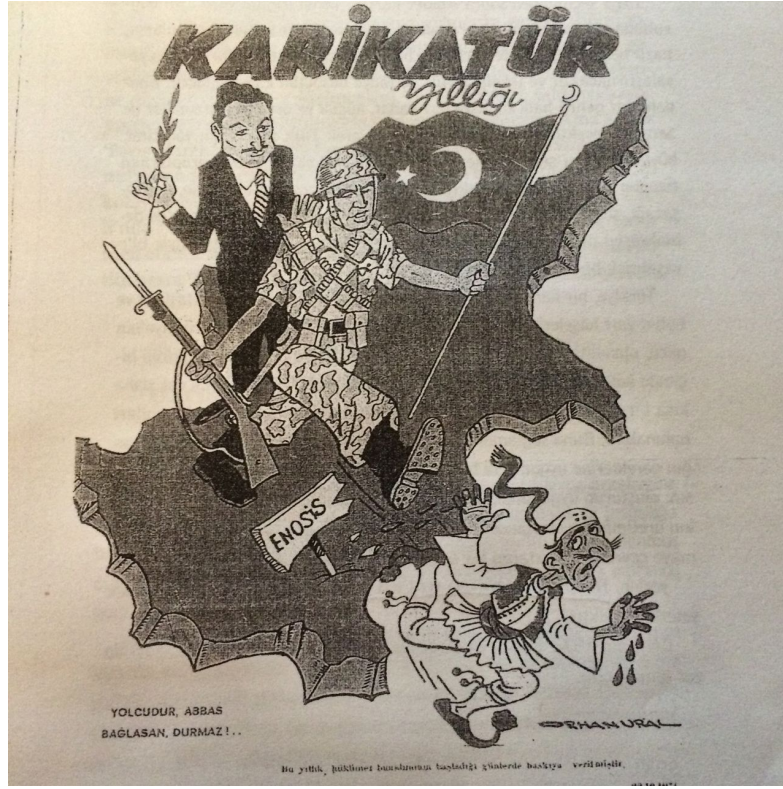 KARİKATÜR
Yıllığı
ENOSİS
YOLCUDUR, ABBAS
BAĞLASAN, DURMAZ!..
ORHAN URAL
Bu yıllık, hükümet bunalımının başladığı günlerde baskıya verilmiştir.